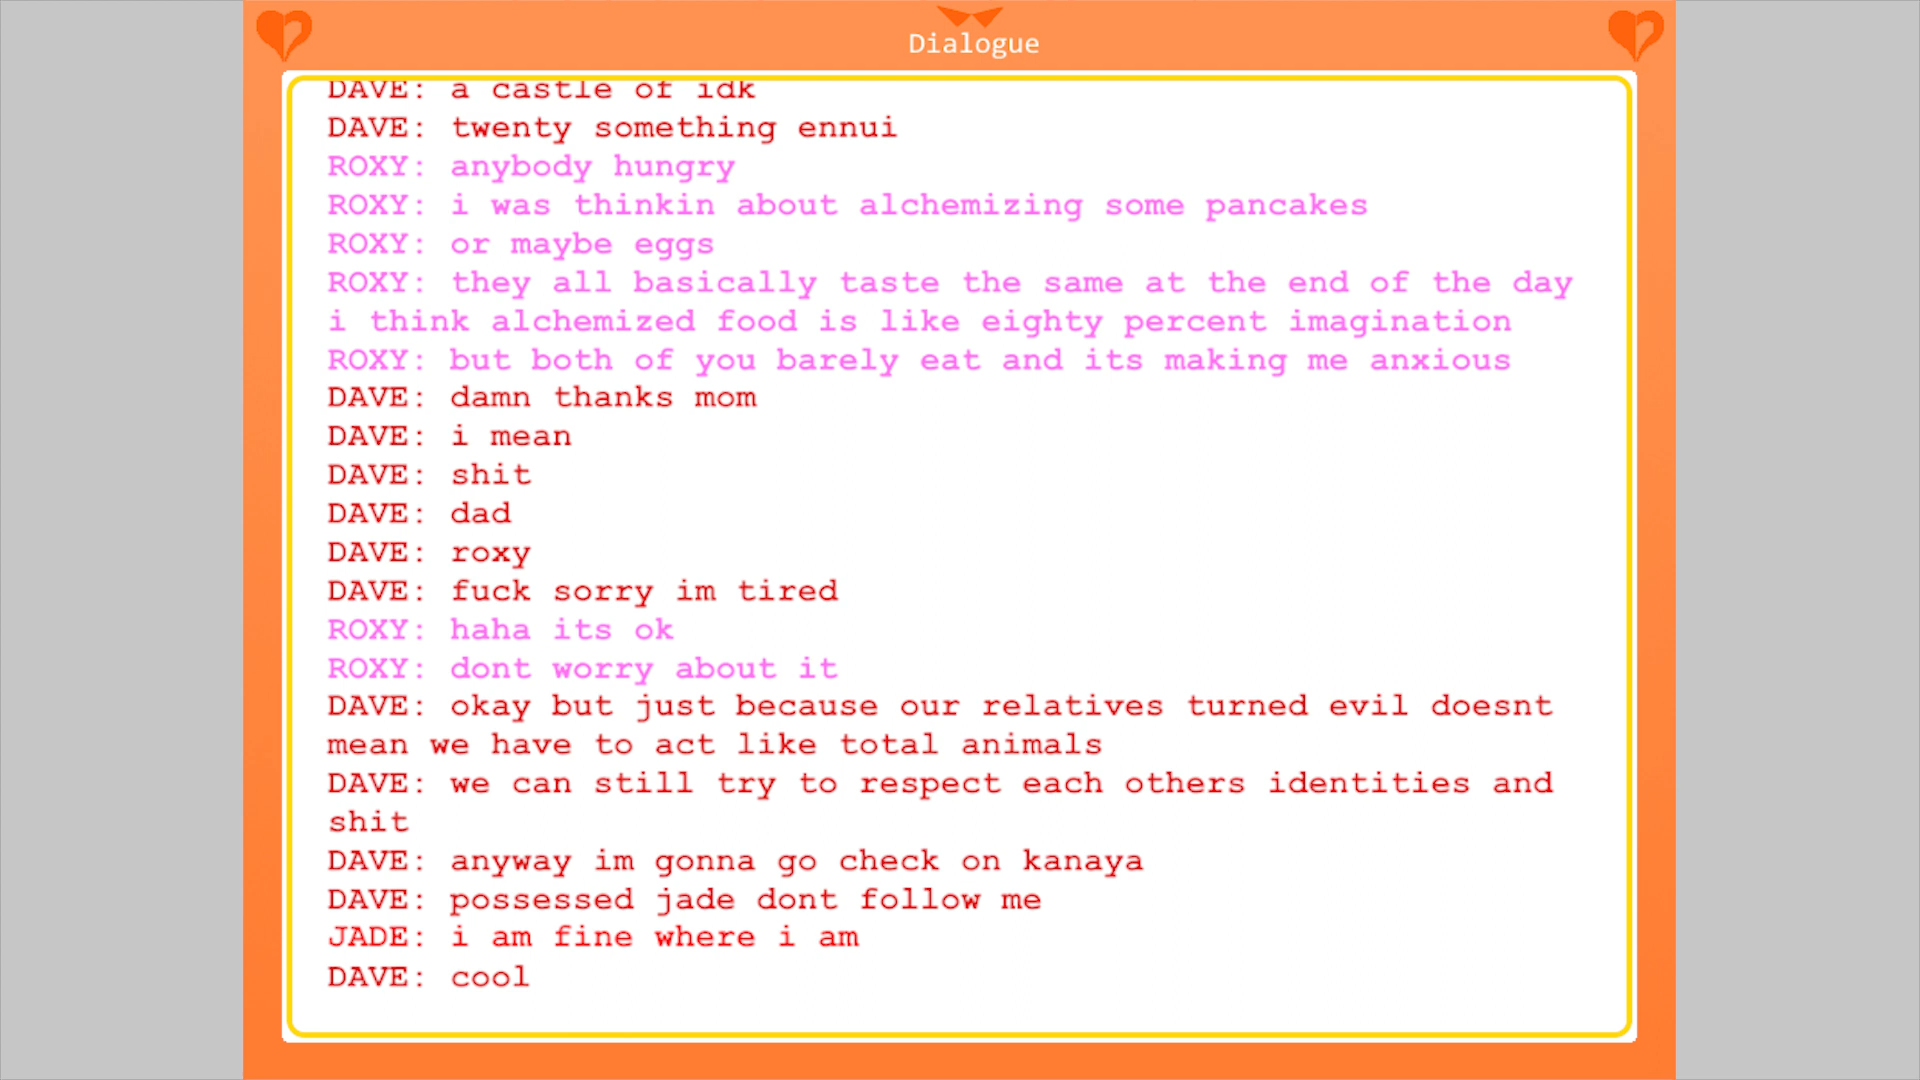 Dialogue
DAVE: a castle of idk
DAVE: twenty something ennui
ROXY: anybody hungry
ROXY: i was thinkin about alchemizing some pancakes
ROXY: or maybe eggs
ROXY: they all basically taste the same at the end of the day
i think alchemized food is like eighty percent imagination
ROXY: but both of you barely eat and its making me anxious
DAVE: damn thanks mom
DAVE: i mean
DAVE: shit
DAVE: dad
DAVE: roxy
DAVE: fuck sorry im tired
ROXY: haha its ok
ROXY: dont worry about it
DAVE: okay but just because our relatives turned evil doesnt
mean we have to act like total animals
DAVE: we can still try to respect each others identities and
shit
DAVE: anyway im gonna go check on kanaya
DAVE: possessed jade dont follow me
JADE: i am fine where i am
DAVE: cool